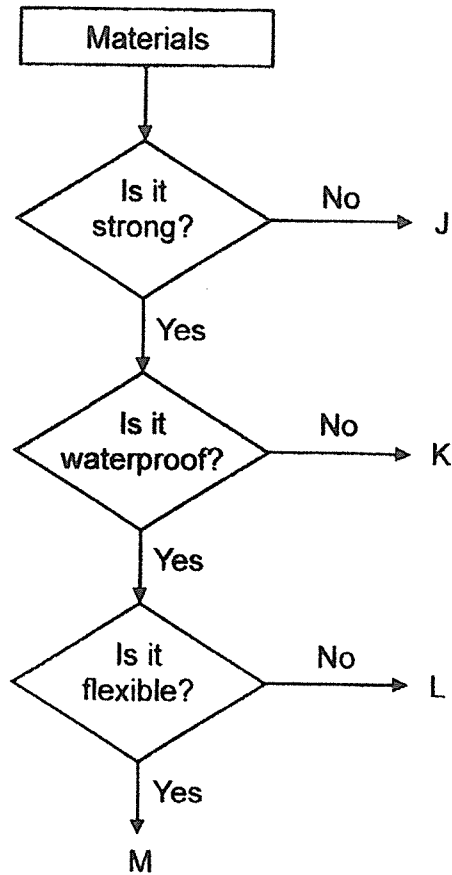 Materials
Is it
strong?
No
J
Yes
Is it
waterproof?
No
K
Yes
Is it
flexible?
No
L
Yes
M